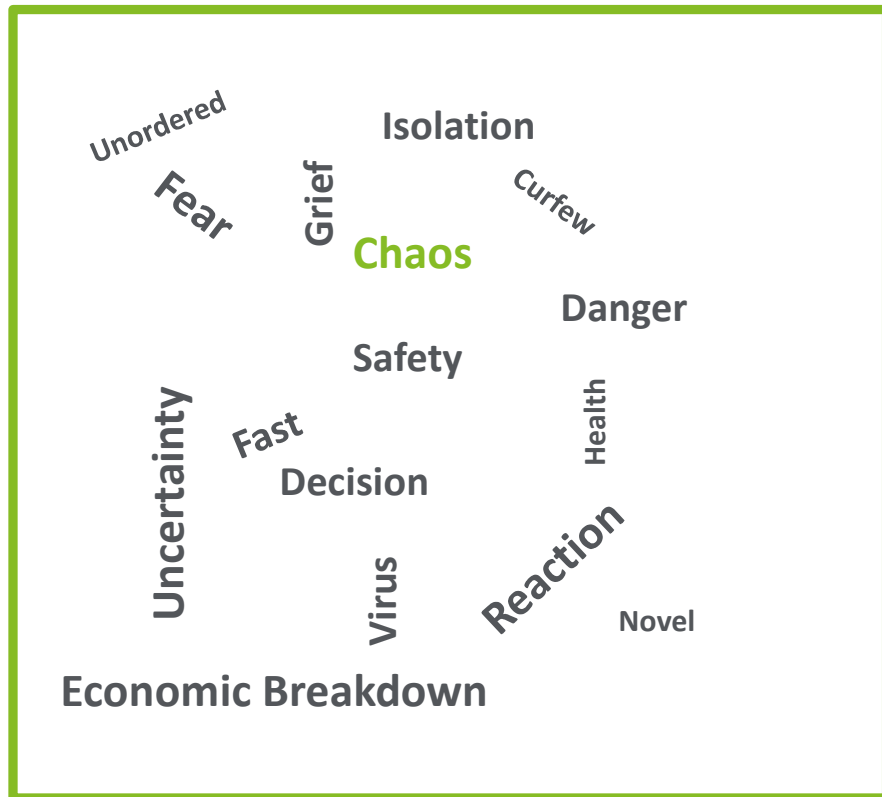 Unordered
Isolation
Fear
Grief
Curfew
Chaos
Danger
Safety
Health
Fast
Uncertainty
Decision
Reaction
Virus
Novel
Economic Breakdown